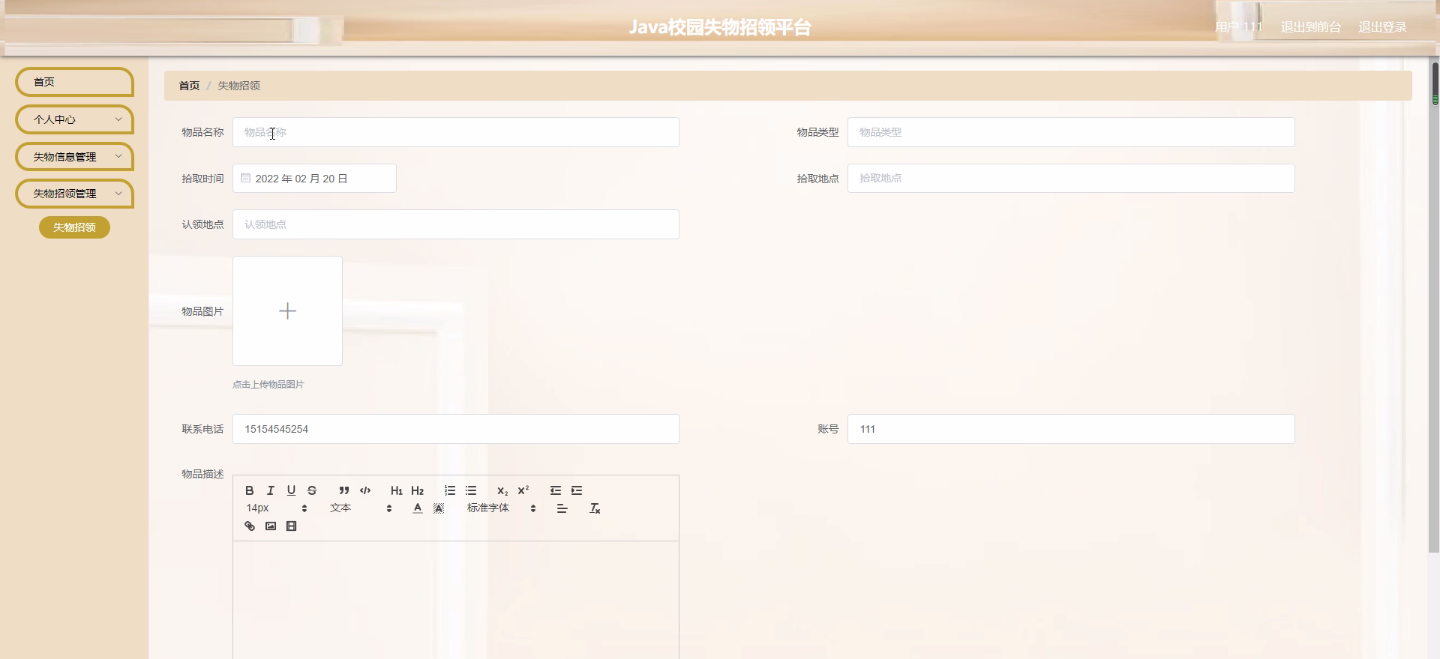 Java校园失物招领平台
用户 111 退出到前台 退出登录
首页
个人中心
失物信息管理
失物招领管理
失物招领
首页 / 失物招领
物品名称 物品名称 物品类型 物品类型
拾取时间 2022 年 02 月 20 日 拾取地点 拾取地点
认领地点 认领地点
物品图片
点击上传物品图片
联系电话 15154545254 账号 111
物品描述
B I U S ” </> H1 H2 x₂ x²
14px 文本 A A 标准字体 Tx